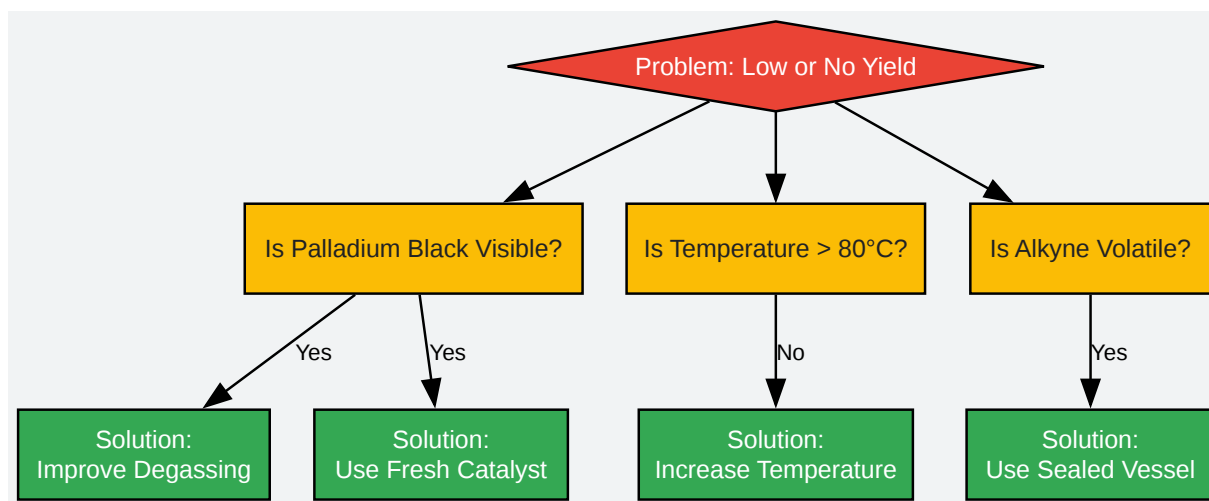 Problem: Low or No Yield
Is Palladium Black Visible?
Is Temperature > 80°C?
Is Alkyne Volatile?
Yes
Yes
No
Yes
Solution:
Improve Degassing
Solution:
Use Fresh Catalyst
Solution:
Increase Temperature
Solution:
Use Sealed Vessel